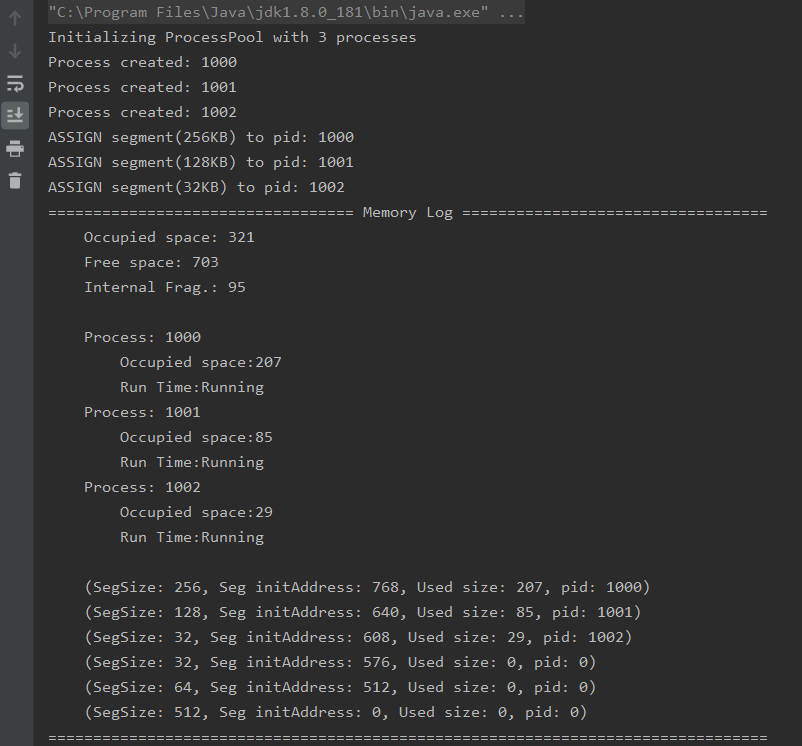 "C:\Program Files\Java\jdk1.8.0_181\bin\java.exe" ...
Initializing ProcessPool with 3 processes
Process created: 1000
Process created: 1001
Process created: 1002
ASSIGN segment(256KB) to pid: 1000
ASSIGN segment(128KB) to pid: 1001
ASSIGN segment(32KB) to pid: 1002
================================== Memory Log ==================================
Occupied space: 321
Free space: 703
Internal Frag.: 95
Process: 1000
Occupied space:207
Run Time:Running
Process: 1001
Occupied space:85
Run Time:Running
Process: 1002
Occupied space:29
Run Time:Running
(SegSize: 256, Seg initAddress: 768, Used size: 207, pid: 1000)
(SegSize: 128, Seg initAddress: 640, Used size: 85, pid: 1001)
(SegSize: 32, Seg initAddress: 608, Used size: 29, pid: 1002)
(SegSize: 32, Seg initAddress: 576, Used size: 0, pid: 0)
(SegSize: 64, Seg initAddress: 512, Used size: 0, pid: 0)
(SegSize: 512, Seg initAddress: 0, Used size: 0, pid: 0)
================================================================================